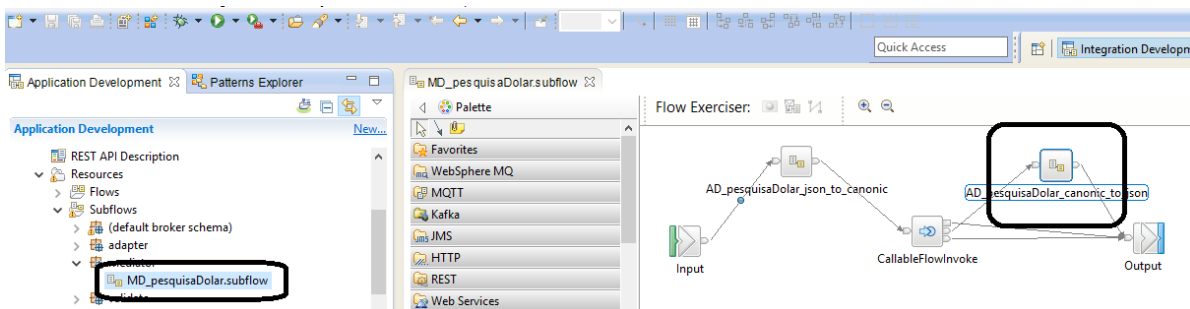 Quick Access
Integration Developm
Application Development
Patterns Explorer
MD_pesquisaDolar.subflow
Palette
Flow Exerciser:
Application Development
New...
REST API Description
Resources
Flows
Subflows
(default broker schema)
adapter
mediator
MD_pesquisaDolar.subflow
Favorites
WebSphere MQ
MQTT
Kafka
JMS
HTTP
REST
Web Services
AD_pesquisaDolar_json_to_canonic
AD_pesquisaDolar_canonic_to_json
Input
CallableFlowInvoke
Output